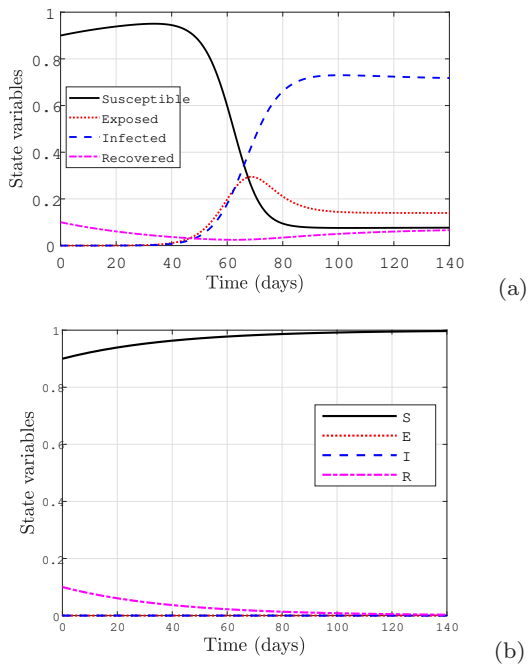 1
0.8
0.6
0.4
0.2
0
State variables
Susceptible
Exposed
Infected
Recovered
0 20 40 60 80 100 120 140
Time (days)
(a)
1
0.8
0.6
0.4
0.2
0
State variables
S
E
I
R
0 20 40 60 80 100 120 140
Time (days)
(b)